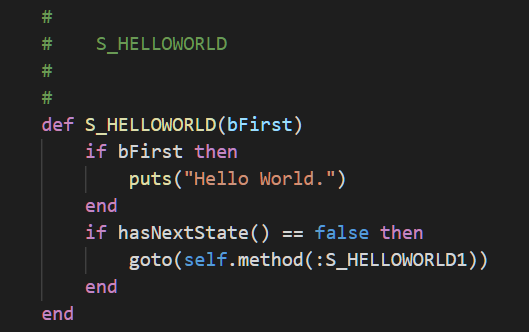 #
#    S_HELLOWORLD
#
#
def S_HELLOWORLD(bFirst)
    if bFirst then
        puts("Hello World.")
    end
    if hasNextState() == false then
        goto(self.method(:S_HELLOWORLD1))
    end
end